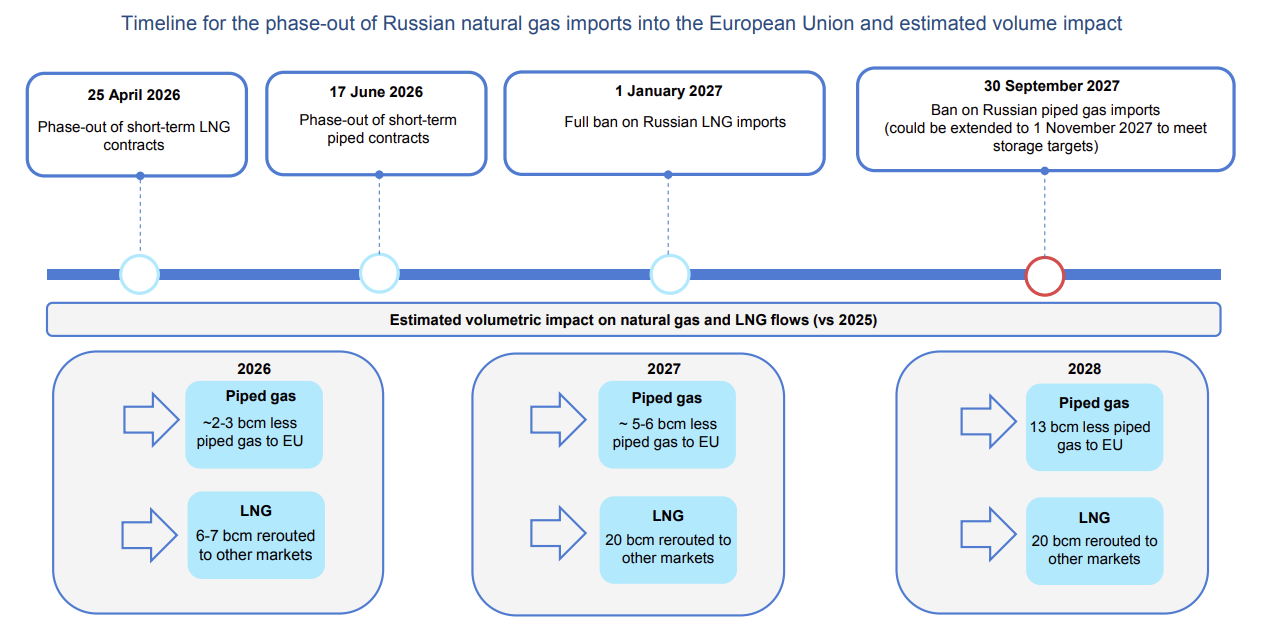 Timeline for the phase-out of Russian natural gas imports into the European Union and estimated volume impact
25 April 2026
Phase-out of short-term LNG
contracts
17 June 2026
Phase-out of short-term
piped contracts
1 January 2027
Full ban on Russian LNG imports
30 September 2027
Ban on Russian piped gas imports
(could be extended to 1 November 2027 to meet
storage targets)
Estimated volumetric impact on natural gas and LNG flows (vs 2025)
2026
Piped gas
~2-3 bcm less
piped gas to EU
LNG
6-7 bcm rerouted
to other markets
2027
Piped gas
~ 5-6 bcm less
piped gas to EU
LNG
20 bcm rerouted to
other markets
2028
Piped gas
13 bcm less piped
gas to EU
LNG
20 bcm rerouted to
other markets